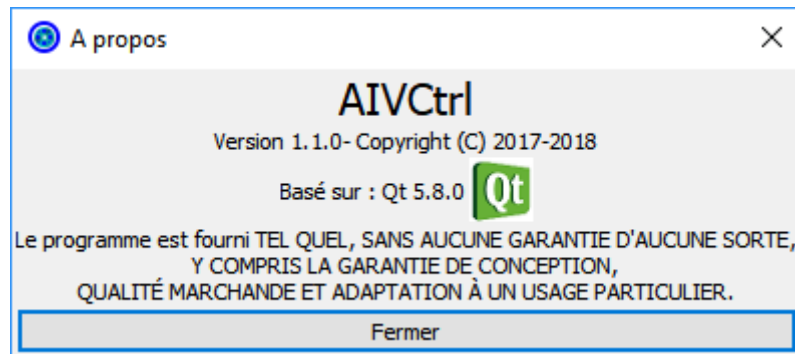 A propos
AIVCtrl
Version 1.1.0- Copyright (C) 2017-2018
Basé sur : Qt 5.8.0 Qt
Le programme est fourni TEL QUEL, SANS AUCUNE GARANTIE D'AUCUNE SORTE,
Y COMPRIS LA GARANTIE DE CONCEPTION,
QUALITÉ MARCHANDE ET ADAPTATION À UN USAGE PARTICULIER.
Fermer